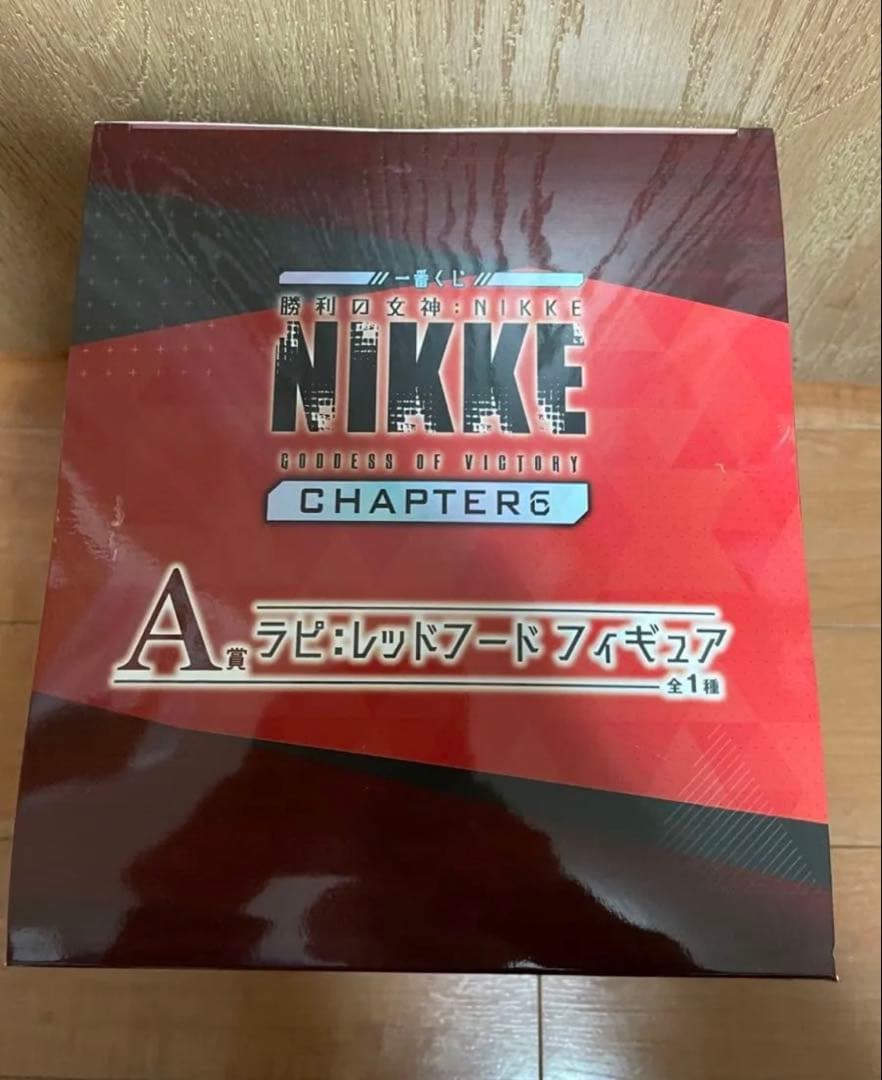 一番くじ
勝利の女神:NIKKE
NIKKE
GODDESS OF VICTORY
CHAPTER6
A賞 ラピ:レッドフード フィギュア
全1種